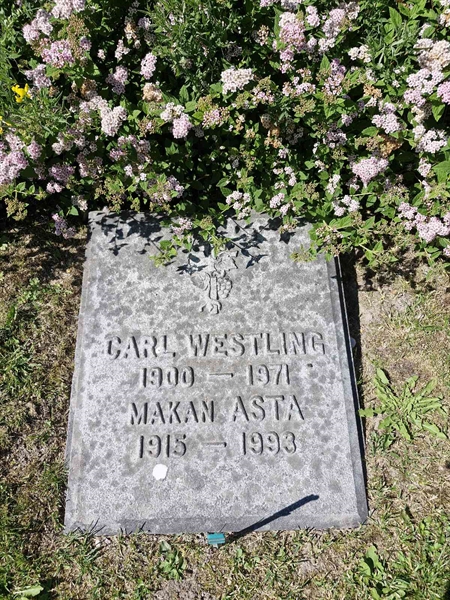 CARL WESTLING
1900 — 1971
MAKAN ASTA
1915 — 1993